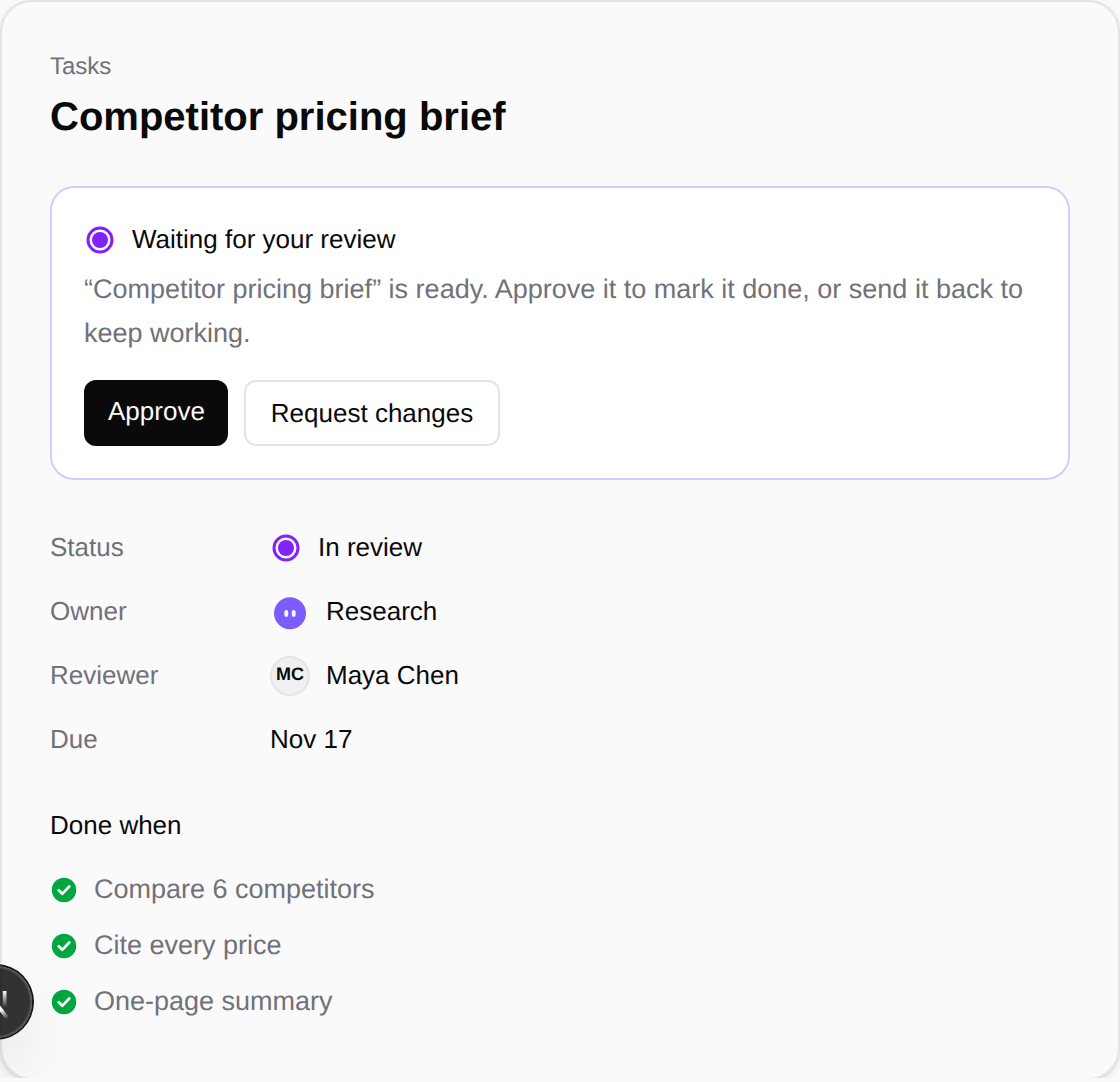 Tasks
Competitor pricing brief
Waiting for your review
“Competitor pricing brief” is ready. Approve it to mark it done, or send it back to
keep working.
Approve
Request changes
Status
In review
Owner
Research
Reviewer
MC
Maya Chen
Due
Nov 17
Done when
Compare 6 competitors
Cite every price
One-page summary